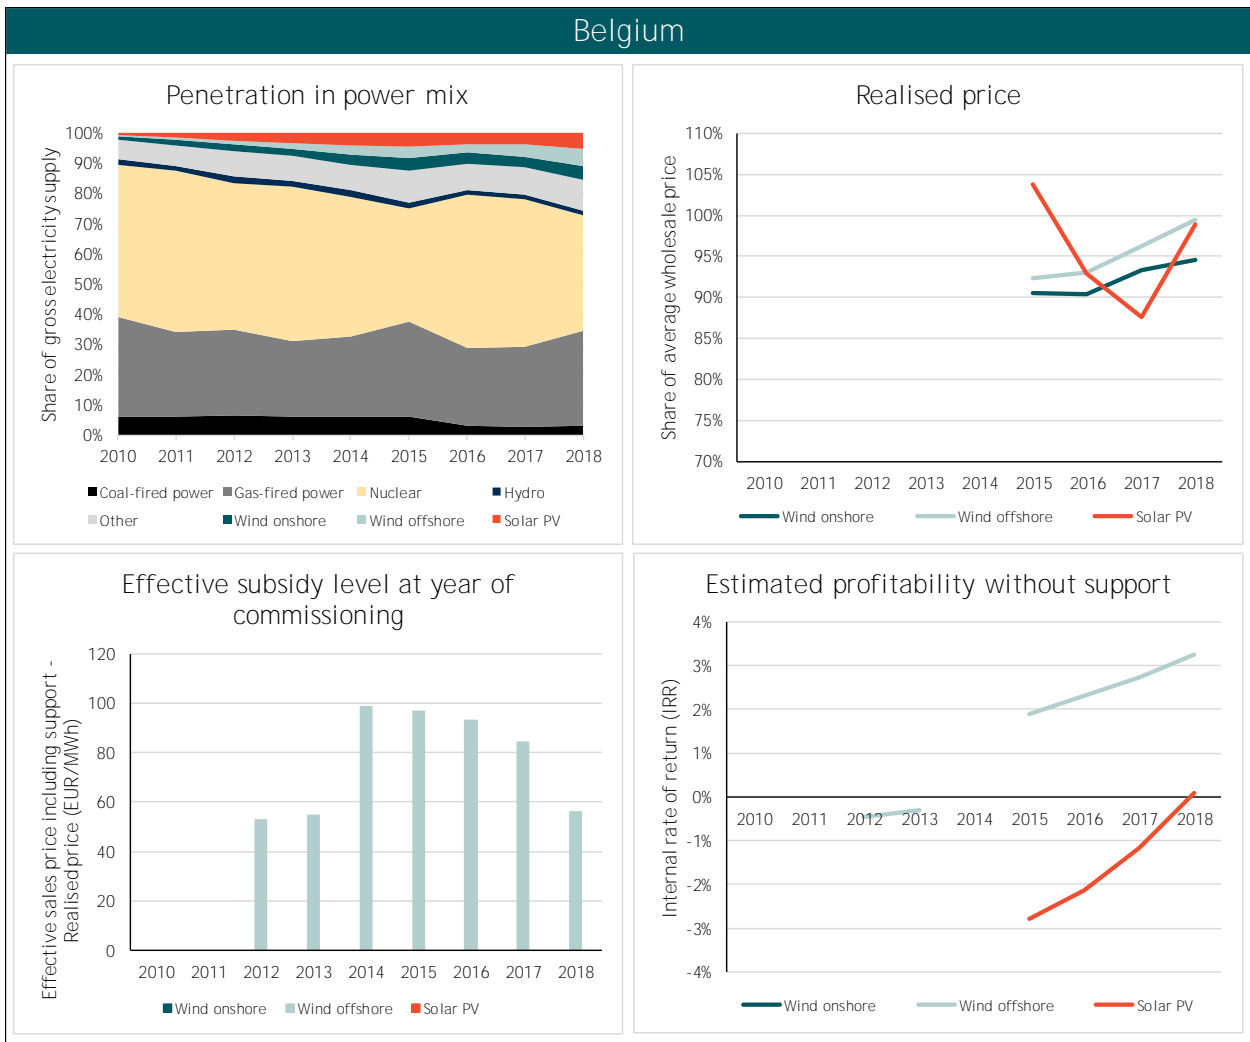 Belgium
Penetration in power mix
Share of gross electricity supply
100%
90%
80%
70%
60%
50%
40%
30%
20%
10%
0%
2010 2011 2012 2013 2014 2015 2016 2017 2018
Coal-fired power Gas-fired power Nuclear Hydro
Other Wind onshore Wind offshore Solar PV
Realised price
Share of average wholesale price
110%
105%
100%
95%
90%
85%
80%
75%
70%
2010 2011 2012 2013 2014 2015 2016 2017 2018
Wind onshore Wind offshore Solar PV
Effective subsidy level at year of
commissioning
Effective sales price including support -
Realised price (EUR/MWh)
120
100
80
60
40
20
0
2010 2011 2012 2013 2014 2015 2016 2017 2018
Wind onshore Wind offshore Solar PV
Estimated profitability without support
Internal rate of return (IRR)
4%
3%
2%
1%
0%
2010 2011 2012 2013 2014 2015 2016 2017 2018
-1%
-2%
-3%
-4%
Wind onshore Wind offshore Solar PV